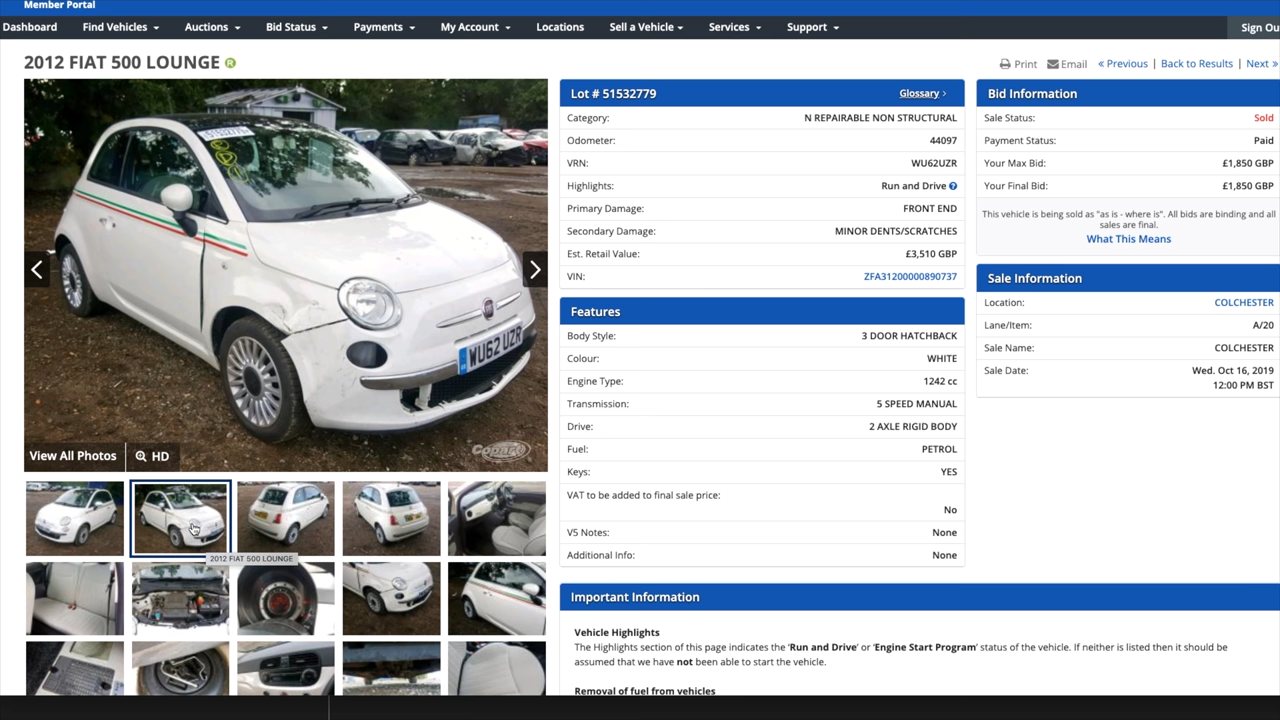 Member Portal
Dashboard Find Vehicles Auctions Bid Status Payments My Account Locations Sell a Vehicle Services Support Sign Ou
2012 FIAT 500 LOUNGE R
Print Email « Previous | Back to Results | Next »
51532779
WU62UZR
View All Photos HD
Copart
2012 FIAT 500 LOUNGE
Lot # 51532779 Glossary ›
Category: N REPAIRABLE NON STRUCTURAL
Odometer: 44097
VRN: WU62UZR
Highlights: Run and Drive ?
Primary Damage: FRONT END
Secondary Damage: MINOR DENTS/SCRATCHES
Est. Retail Value: £3,510 GBP
VIN: ZFA31200000890737
Features
Body Style: 3 DOOR HATCHBACK
Colour: WHITE
Engine Type: 1242 cc
Transmission: 5 SPEED MANUAL
Drive: 2 AXLE RIGID BODY
Fuel: PETROL
Keys: YES
VAT to be added to final sale price:
No
V5 Notes: None
Additional Info: None
Bid Information
Sale Status: Sold
Payment Status: Paid
Your Max Bid: £1,850 GBP
Your Final Bid: £1,850 GBP
This vehicle is being sold as "as is - where is". All bids are binding and all
sales are final.
What This Means
Sale Information
Location: COLCHESTER
Lane/Item: A/20
Sale Name: COLCHESTER
Sale Date: Wed. Oct 16, 2019
12:00 PM BST
Important Information
Vehicle Highlights
The Highlights section of this page indicates the 'Run and Drive' or 'Engine Start Program' status of the vehicle. If neither is listed then it should be
assumed that we have not been able to start the vehicle.
Removal of fuel from vehicles